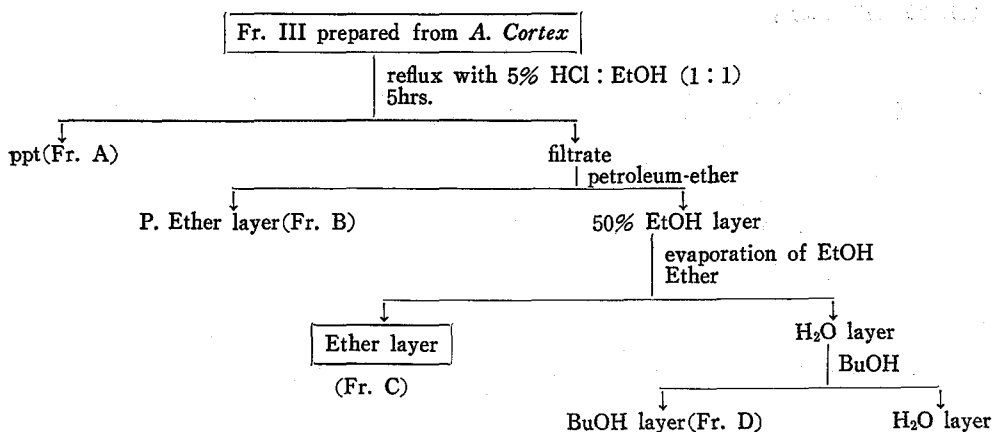 Fr. III prepared from A. Cortex
reflux with 5% HCl : EtOH (1 : 1)
5hrs.
ppt(Fr. A)
filtrate
petroleum-ether
P. Ether layer(Fr. B)
50% EtOH layer
evaporation of EtOH
Ether
Ether layer
(Fr. C)
H₂O layer
BuOH
BuOH layer(Fr. D)
H₂O layer